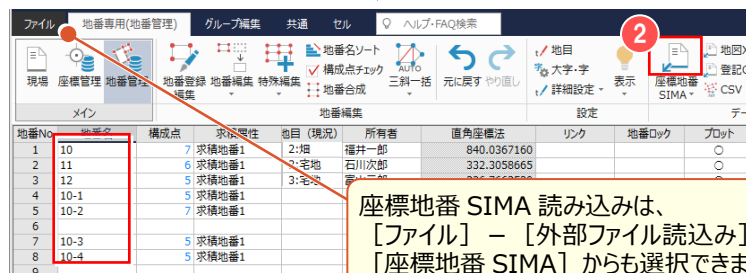 ファイル 地番専用(地番管理) グループ編集 共通 セル ヘルプ・FAQ検索
2
現場 座標管理 地番管理 地番登録 編集 地番編集 特殊編集 地番名ソート 構成点チェック 地番合成 AUTO 三斜一括 元に戻す やり直し 地目 大字・字 詳細設定 表示 座標地番 SIMA 地図X 登記 CSV
メイン 地番編集 設定 デー
地番No 地番名 構成点 求積属性 地目（現況） 所有者 直角座標法 リンク 地番ロック プロット
1 10 7 求積地番1 2:畑 福井一郎 840.0367160 ○
2 11 6 求積地番1 3:宅地 石川次郎 332.3058665 ○
3 12 5 求積地番1 3:宅地 ○
4 10-1 5 求積地番1
5 10-2 7 求積地番1
6
7 10-3 5 求積地番1
8 10-4 5 求積地番1
9
座標地番 SIMA 読み込みは、
［ファイル］－［外部ファイル読込み］
［座標地番 SIMA］からも選択できま